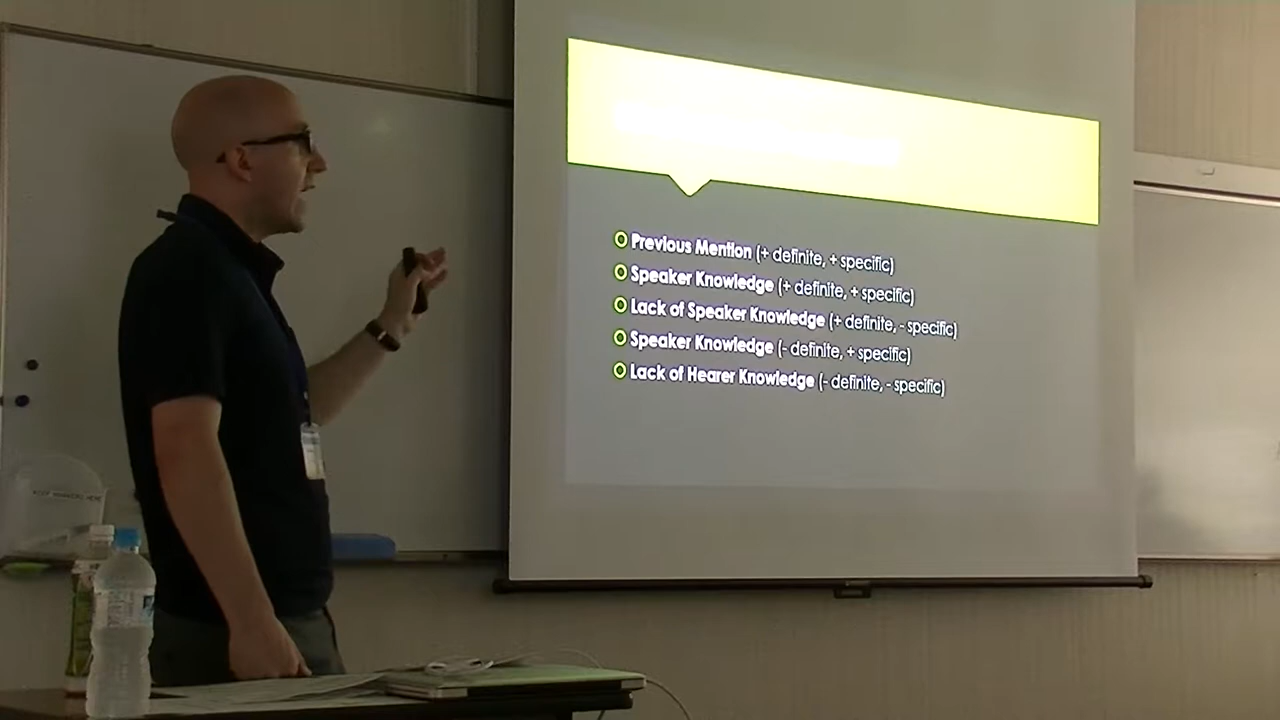 Previous Mention (+ definite, + specific)
Speaker Knowledge (+ definite, + specific)
Lack of Speaker Knowledge (+ definite, - specific)
Speaker Knowledge (- definite, + specific)
Lack of Hearer Knowledge (- definite, - specific)